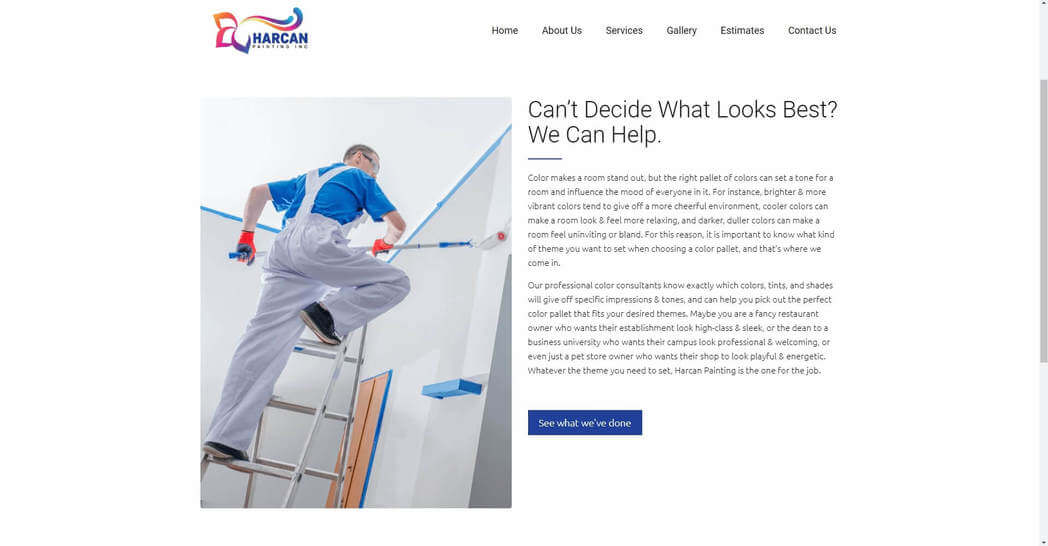 HARCAN
PAINTING INC
Home About Us Services Gallery Estimates Contact Us
Can't Decide What Looks Best?
We Can Help.
Color makes a room stand out, but the right pallet of colors can set a tone for a
room and influence the mood of everyone in it. For instance, brighter & more
vibrant colors tend to give off a more cheerful environment, cooler colors can
make a room look & feel more relaxing, and darker, duller colors can make a
room feel uninviting or bland. For this reason, it is important to know what kind
of theme you want to set when choosing a color pallet, and that's where we
come in.
Our professional color consultants know exactly which colors, tints, and shades
will give off specific impressions & tones, and can help you pick out the perfect
color pallet that fits your desired themes. Maybe you are a fancy restaurant
owner who wants their establishment look high-class & sleek, or the dean to a
business university who wants their campus look professional & welcoming, or
even just a pet store owner who wants their shop to look playful & energetic.
Whatever the theme you need to set, Harcan Painting is the one for the job.
See what we've done